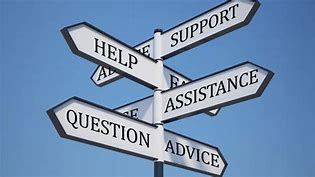 SUPPORT
HELP
ASSISTANCE
QUESTION
ADVICE